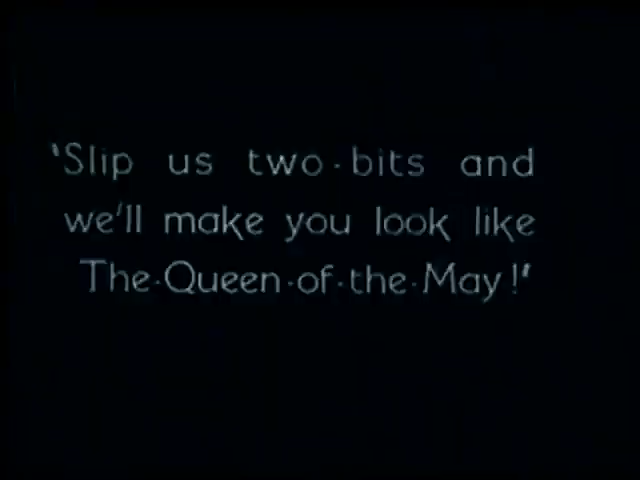 'Slip us two-bits and
we'll make you look like
The-Queen-of-the-May!'